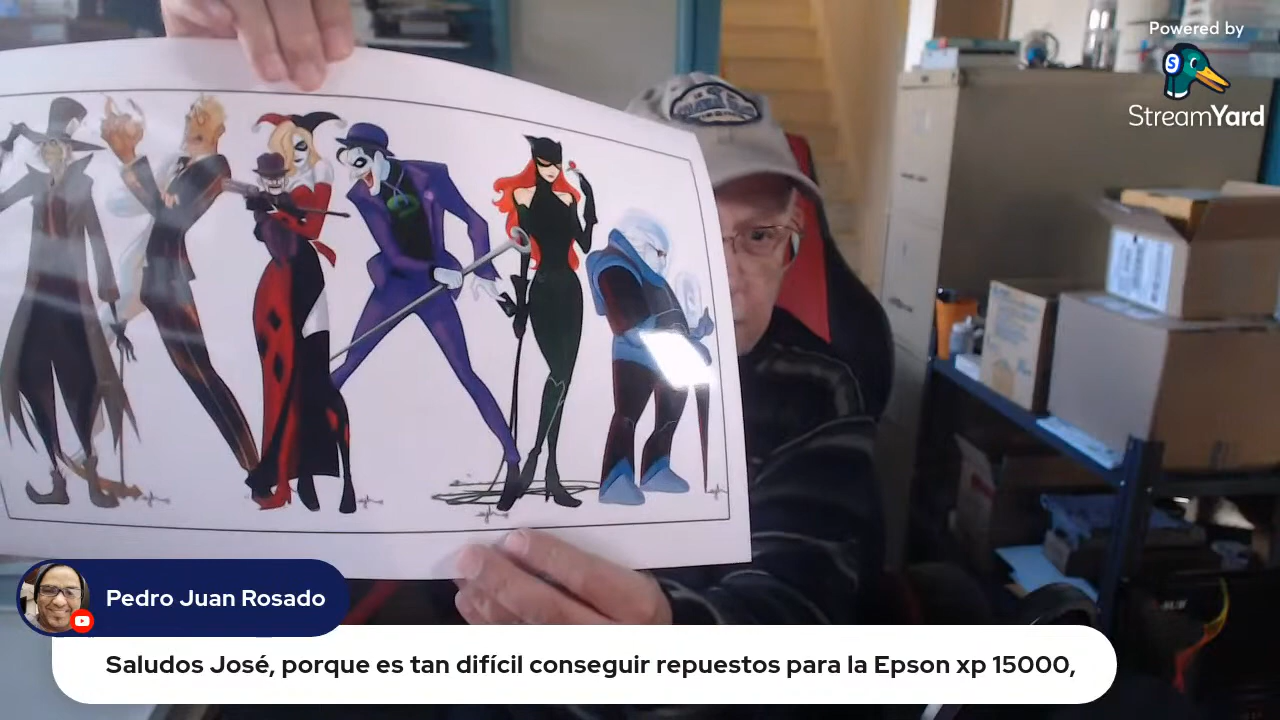 Powered by
StreamYard
Pedro Juan Rosado
Saludos José, porque es tan difícil conseguir repuestos para la Epson xp 15000,